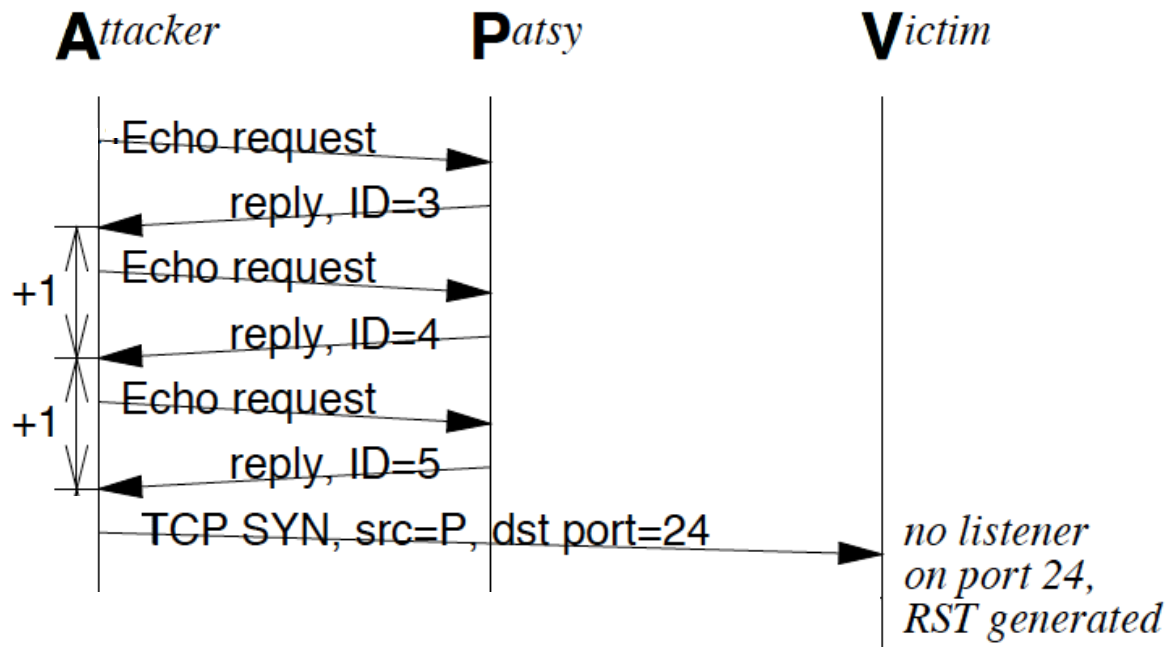 Attacker Patsy Victim
Echo request
reply, ID=3
+1
Echo request
reply, ID=4
+1
Echo request
reply, ID=5
TCP SYN, src=P, dst port=24
no listener
on port 24,
RST generated